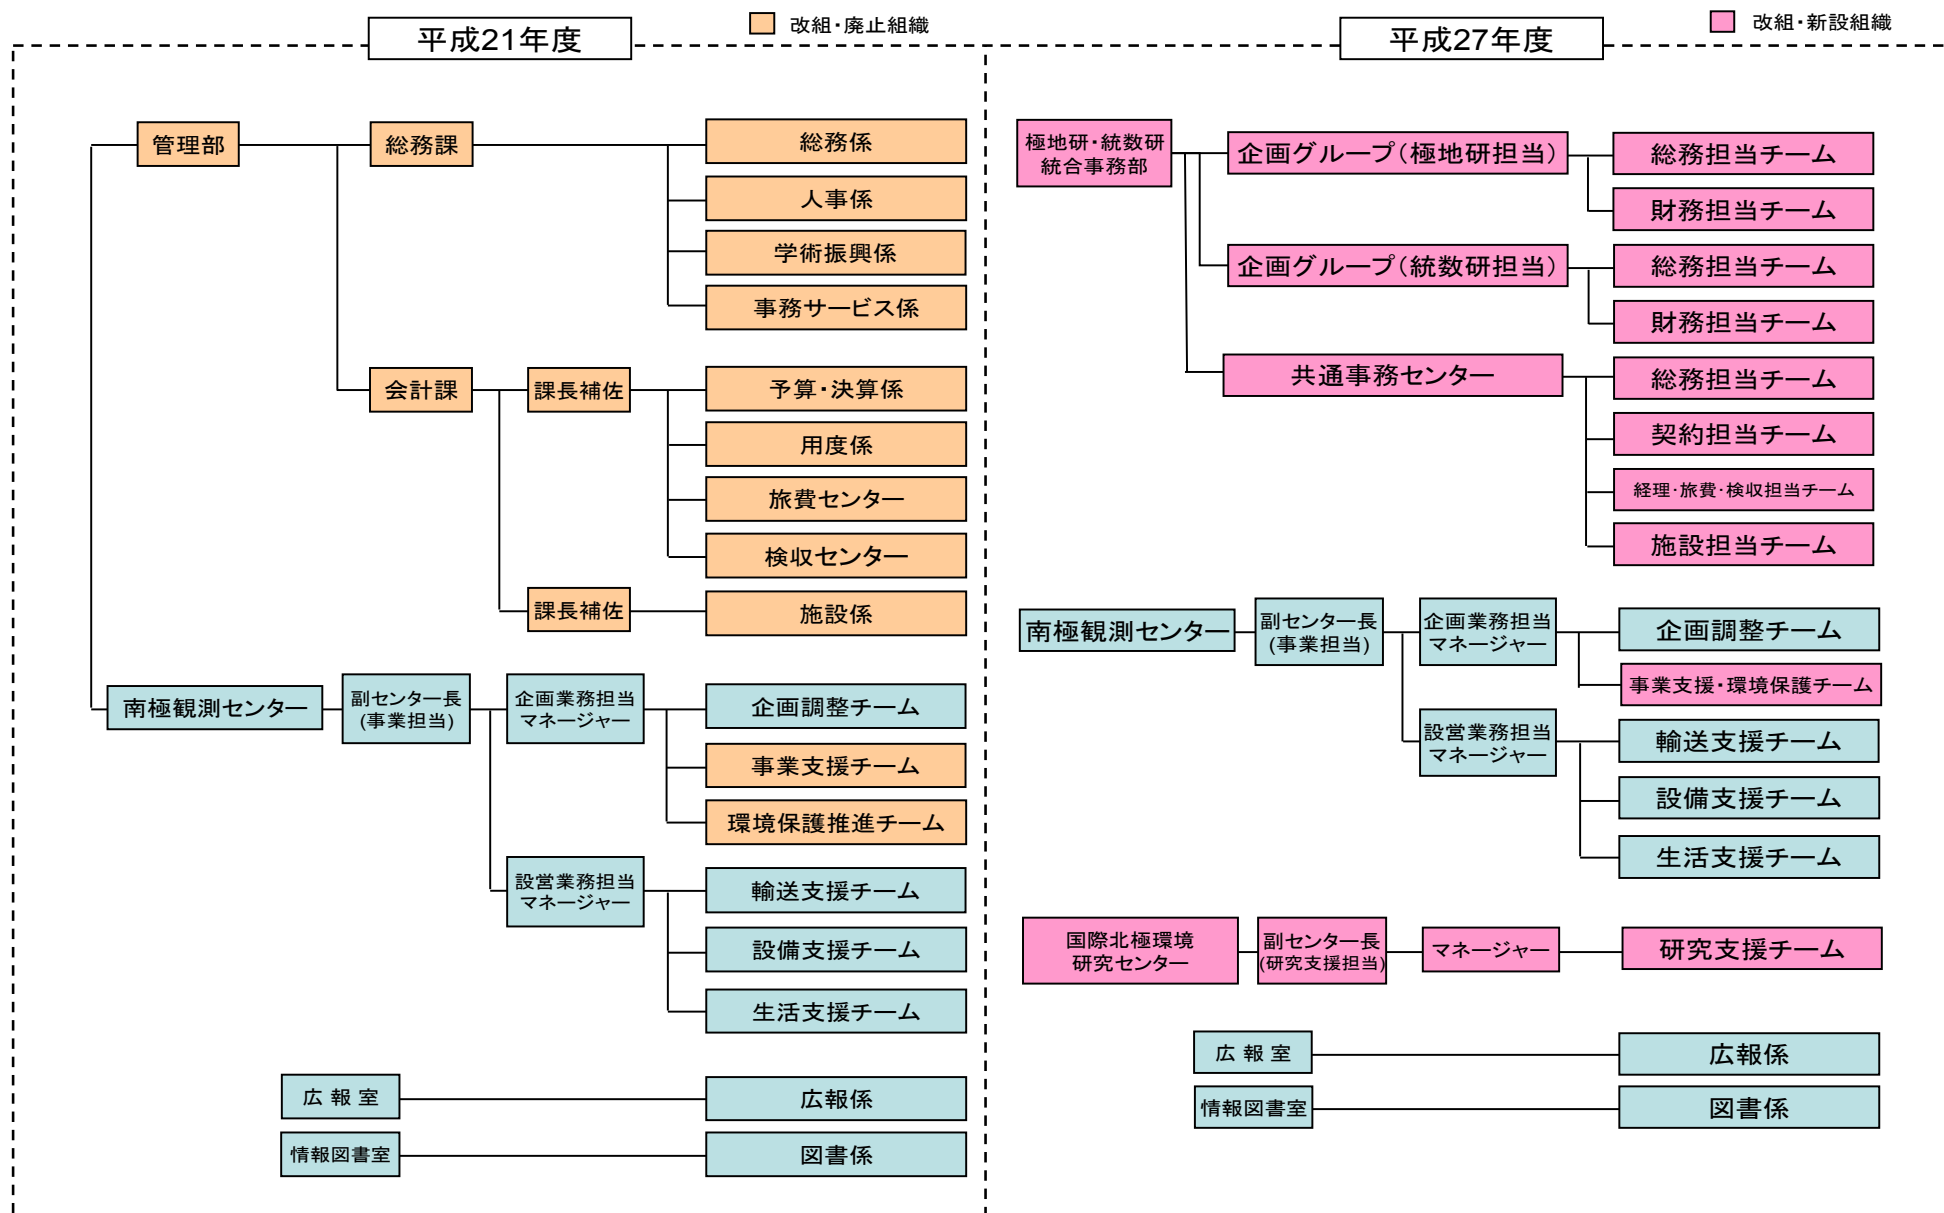 平成21年度
改組・廃止組織
管理部
総務課
総務係
人事係
学術振興係
事務サービス係
会計課
課長補佐
予算・決算係
用度係
旅費センター
検収センター
課長補佐
施設係
南極観測センター
副センター長
(事業担当)
企画業務担当
マネージャー
企画調整チーム
事業支援チーム
環境保護推進チーム
設営業務担当
マネージャー
輸送支援チーム
設備支援チーム
生活支援チーム
広 報 室
広報係
情報図書室
図書係
平成27年度
改組・新設組織
極地研・統数研
統合事務部
企画グループ(極地研担当)
総務担当チーム
財務担当チーム
企画グループ(統数研担当)
総務担当チーム
財務担当チーム
共通事務センター
総務担当チーム
契約担当チーム
経理・旅費・検収担当チーム
施設担当チーム
南極観測センター
副センター長
(事業担当)
企画業務担当
マネージャー
企画調整チーム
事業支援・環境保護チーム
設営業務担当
マネージャー
輸送支援チーム
設備支援チーム
生活支援チーム
国際北極環境
研究センター
副センター長
(研究支援担当)
マネージャー
研究支援チーム
広 報 室
広報係
情報図書室
図書係